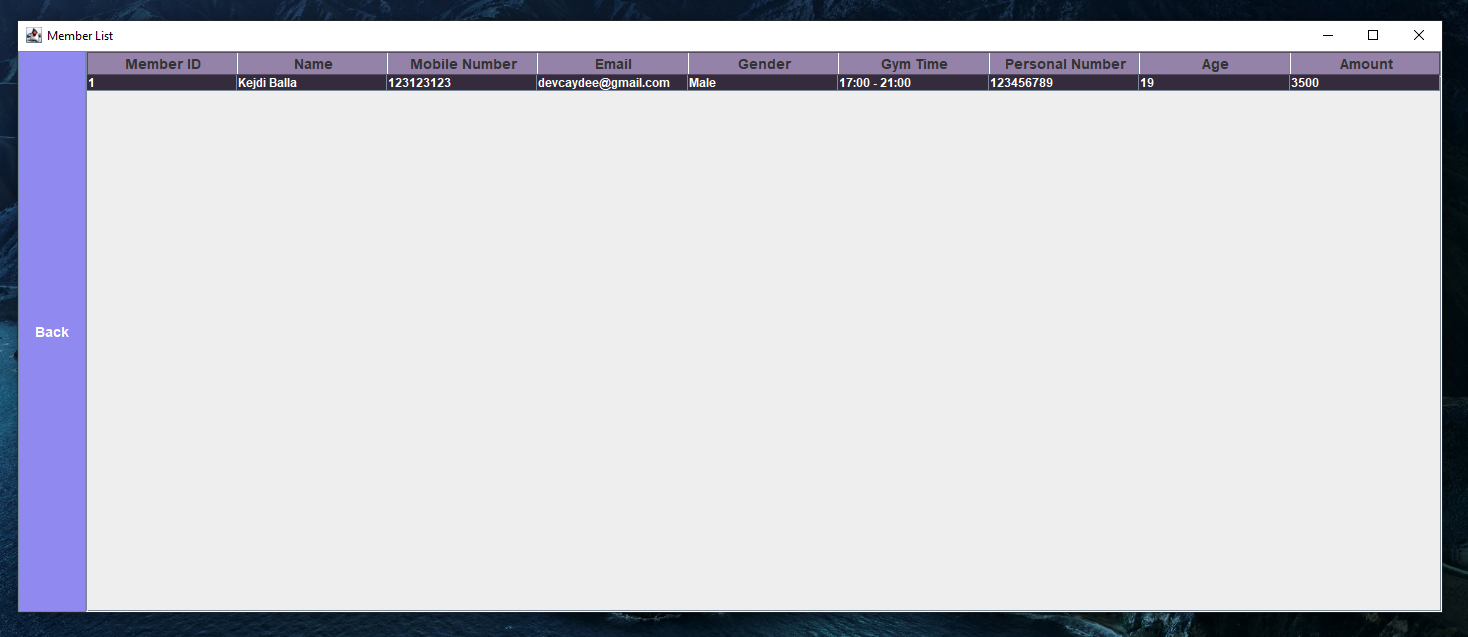 Member List
Member ID Name Mobile Number Email Gender Gym Time Personal Number Age Amount
1 Kejdi Balla 123123123 devcaydee@gmail.com Male 17:00 - 21:00 123456789 19 3500
Back